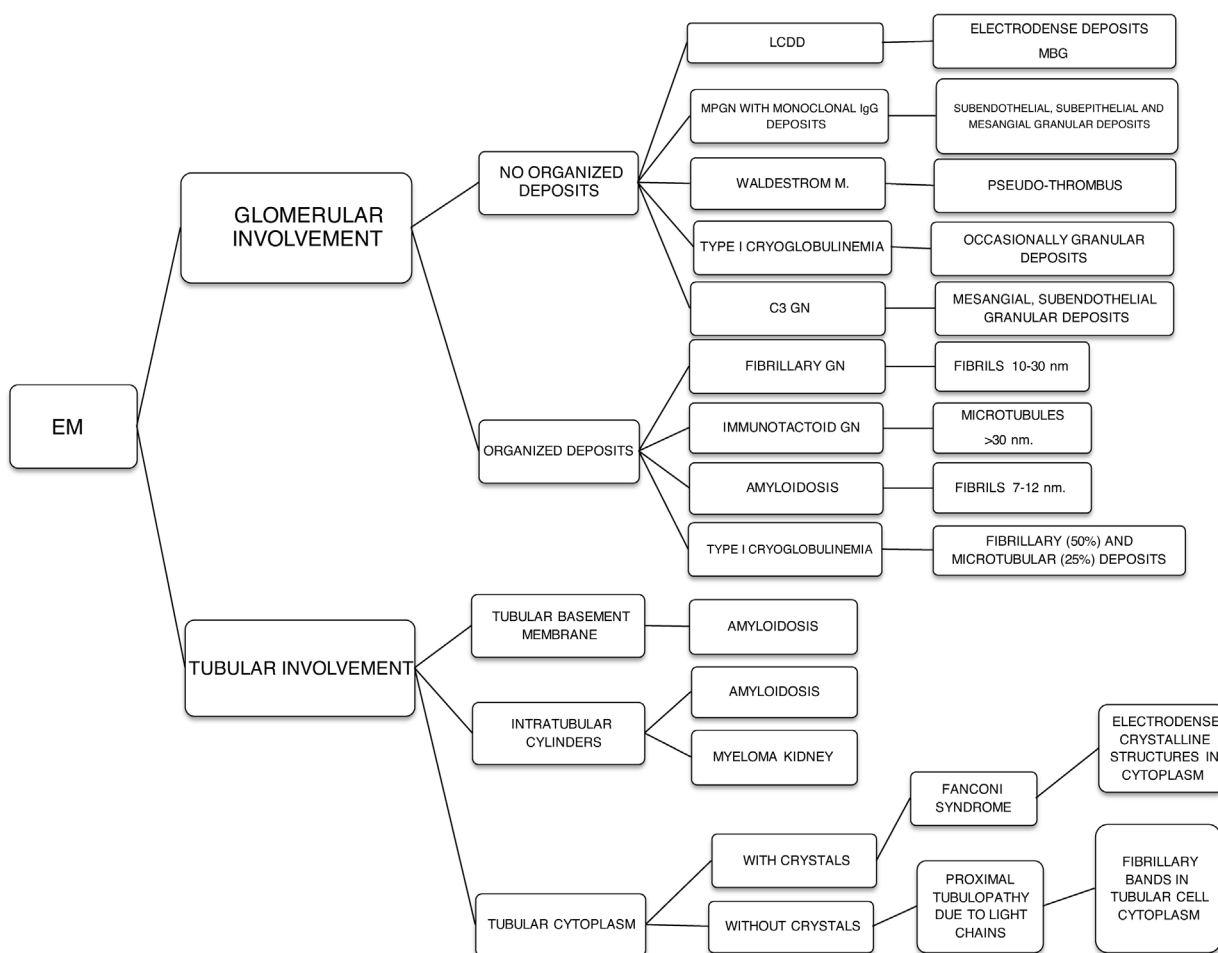 EM
GLOMERULAR
INVOLVEMENT
NO ORGANIZED
DEPOSITS
LCDD
ELECTRODENSE DEPOSITS
MBG
MPGN WITH MONOCLONAL IgG
DEPOSITS
SUBENDOTHELIAL, SUBEPITHELIAL AND
MESANGIAL GRANULAR DEPOSITS
WALDESTROM M.
PSEUDO-THROMBUS
TYPE I CRYOGLOBULINEMIA
OCCASIONALLY GRANULAR
DEPOSITS
C3 GN
MESANGIAL, SUBENDOTHELIAL
GRANULAR DEPOSITS
ORGANIZED DEPOSITS
FIBRILLARY GN
FIBRILS 10-30 nm
IMMUNOTACTOID GN
MICROTUBULES
>30 nm.
AMYLOIDOSIS
FIBRILS 7-12 nm.
TYPE I CRYOGLOBULINEMIA
FIBRILLARY (50%) AND
MICROTUBULAR (25%) DEPOSITS
TUBULAR INVOLVEMENT
TUBULAR BASEMENT
MEMBRANE
AMYLOIDOSIS
INTRATUBULAR
CYLINDERS
AMYLOIDOSIS
MYELOMA KIDNEY
TUBULAR CYTOPLASM
WITH CRYSTALS
FANCONI
SYNDROME
ELECTRODENSE
CRYSTALLINE
STRUCTURES IN
CYTOPLASM
WITHOUT CRYSTALS
PROXIMAL
TUBULOPATHY
DUE TO LIGHT
CHAINS
FIBRILLARY
BANDS IN
TUBULAR CELL
CYTOPLASM